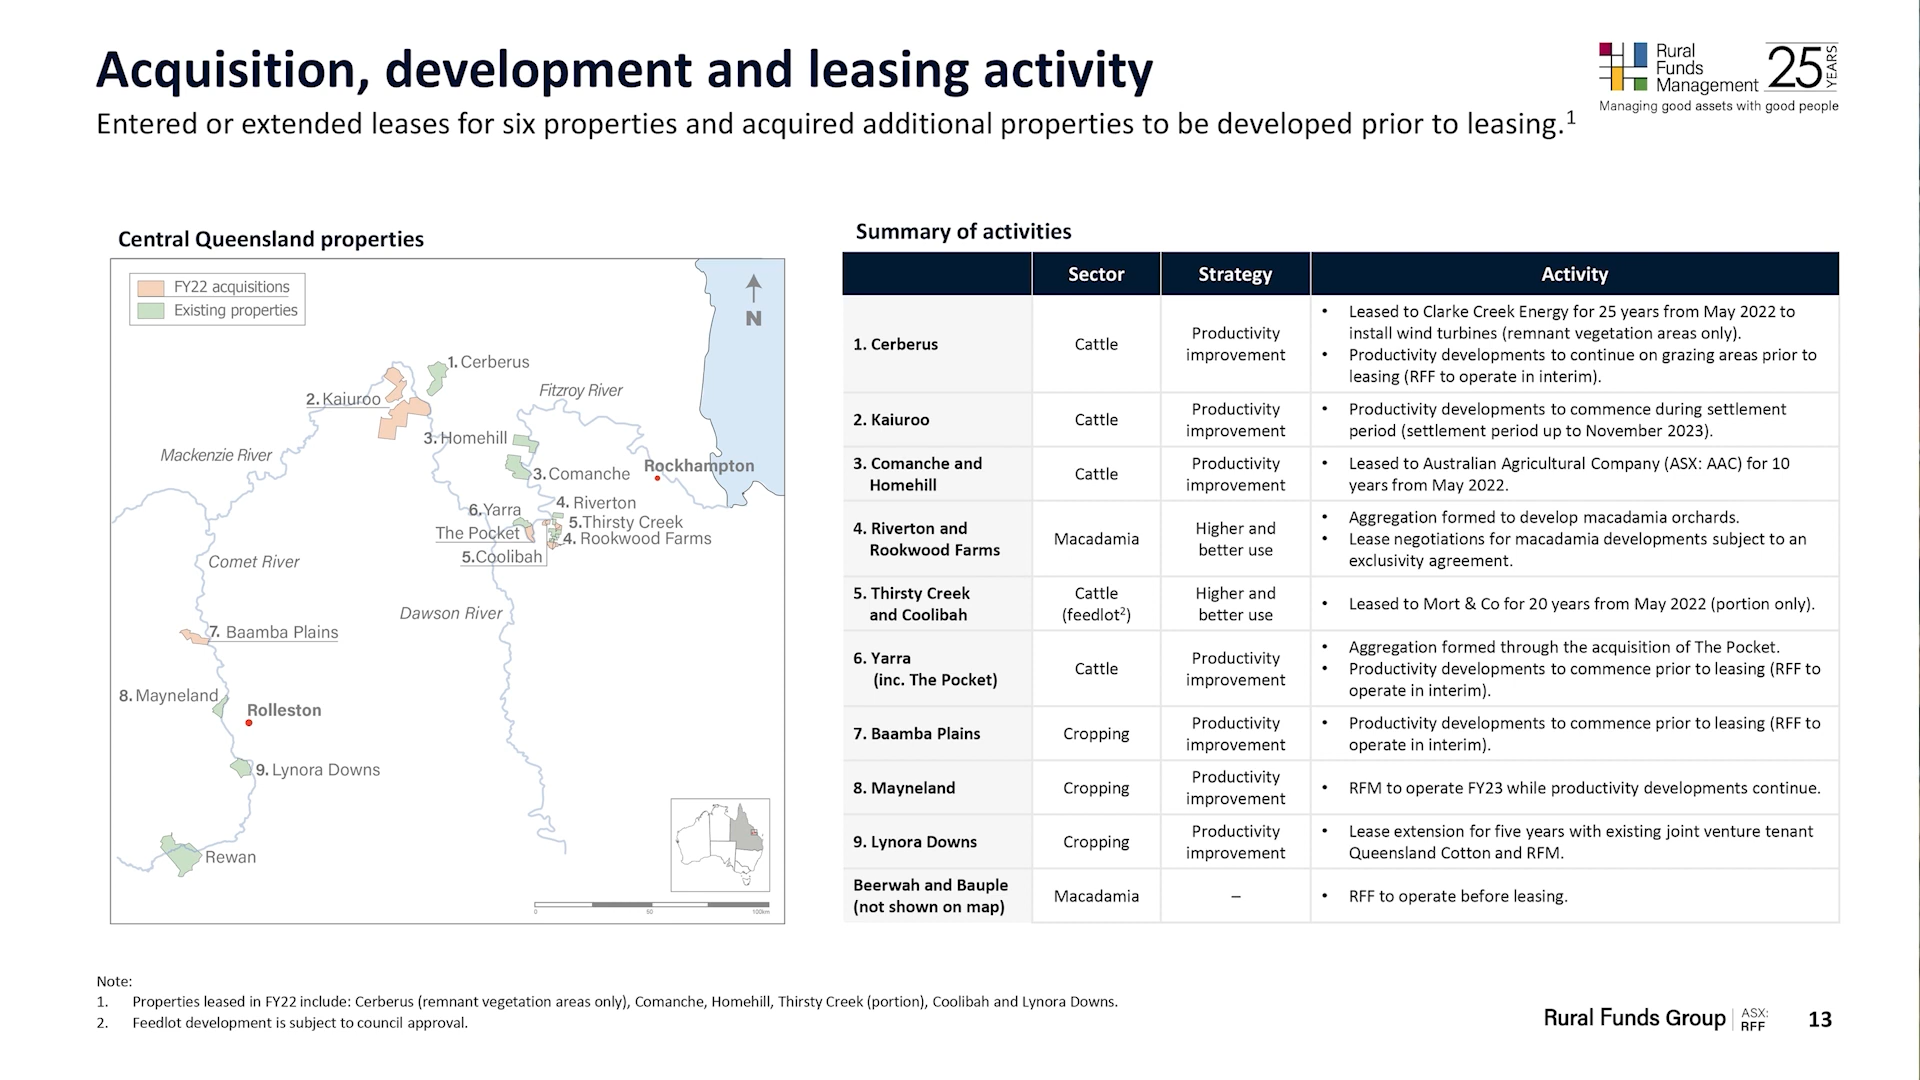 Acquisition, development and leasing activity
Entered or extended leases for six properties and acquired additional properties to be developed prior to leasing.1
Rural
Funds
Management
25 YEARS
Managing good assets with good people
Central Queensland properties
FY22 acquisitions
Existing properties
N
1. Cerberus
Fitzroy River
2. Kaiuroo
3. Homehill
Mackenzie River
Rockhampton
3. Comanche
4. Riverton
6. Yarra
5. Thirsty Creek
The Pocket
4. Rookwood Farms
5. Coolibah
Comet River
Dawson River
7. Baamba Plains
8. Mayneland
Rolleston
9. Lynora Downs
Rewan
0 50 100km
Summary of activities
Sector Strategy Activity
1. Cerberus
Cattle
Productivity
improvement
• Leased to Clarke Creek Energy for 25 years from May 2022 to
install wind turbines (remnant vegetation areas only).
• Productivity developments to continue on grazing areas prior to
leasing (RFF to operate in interim).
2. Kaiuroo
Cattle
Productivity
improvement
• Productivity developments to commence during settlement
period (settlement period up to November 2023).
3. Comanche and
Homehill
Cattle
Productivity
improvement
• Leased to Australian Agricultural Company (ASX: AAC) for 10
years from May 2022.
4. Riverton and
Rookwood Farms
Macadamia
Higher and
better use
• Aggregation formed to develop macadamia orchards.
• Lease negotiations for macadamia developments subject to an
exclusivity agreement.
5. Thirsty Creek
and Coolibah
Cattle
(feedlot2)
Higher and
better use
• Leased to Mort & Co for 20 years from May 2022 (portion only).
6. Yarra
(inc. The Pocket)
Cattle
Productivity
improvement
• Aggregation formed through the acquisition of The Pocket.
• Productivity developments to commence prior to leasing (RFF to
operate in interim).
7. Baamba Plains
Cropping
Productivity
improvement
• Productivity developments to commence prior to leasing (RFF to
operate in interim).
8. Mayneland
Cropping
Productivity
improvement
• RFM to operate FY23 while productivity developments continue.
9. Lynora Downs
Cropping
Productivity
improvement
• Lease extension for five years with existing joint venture tenant
Queensland Cotton and RFM.
Beerwah and Bauple
(not shown on map)
Macadamia
–
• RFF to operate before leasing.
Note:
1. Properties leased in FY22 include: Cerberus (remnant vegetation areas only), Comanche, Homehill, Thirsty Creek (portion), Coolibah and Lynora Downs.
2. Feedlot development is subject to council approval.
Rural Funds Group ASX: RFF 13